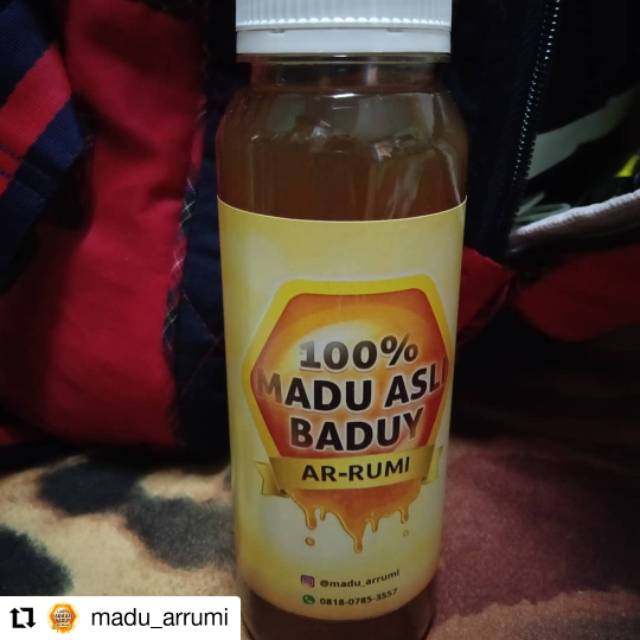 100%
MADU ASLI
BADUY
AR-RUMI
@madu_arrumi
0818-0785-3557
madu_arrumi